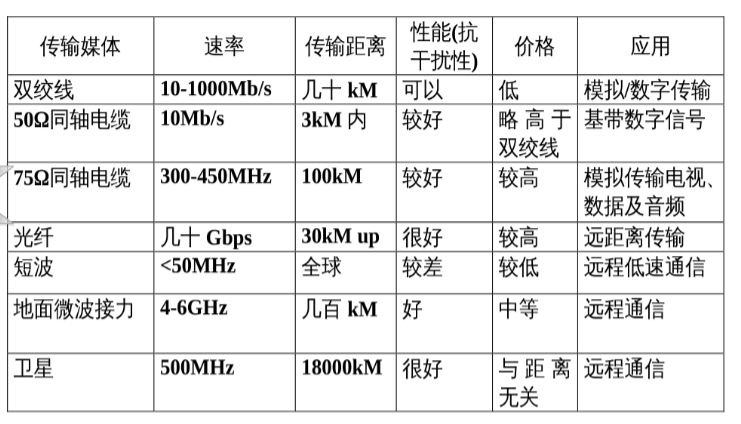 传输媒体 速率 传输距离 性能(抗干扰性) 价格 应用
双绞线 10-1000Mb/s 几十 kM 可以 低 模拟/数字传输
50Ω同轴电缆 10Mb/s 3kM 内 较好 略高于双绞线 基带数字信号
75Ω同轴电缆 300-450MHz 100kM 较好 较高 模拟传输电视、数据及音频
光纤 几十 Gbps 30kM up 很好 较高 远距离传输
短波 <50MHz 全球 较差 较低 远程低速通信
地面微波接力 4-6GHz 几百 kM 好 中等 远程通信
卫星 500MHz 18000kM 很好 与距离无关 远程通信